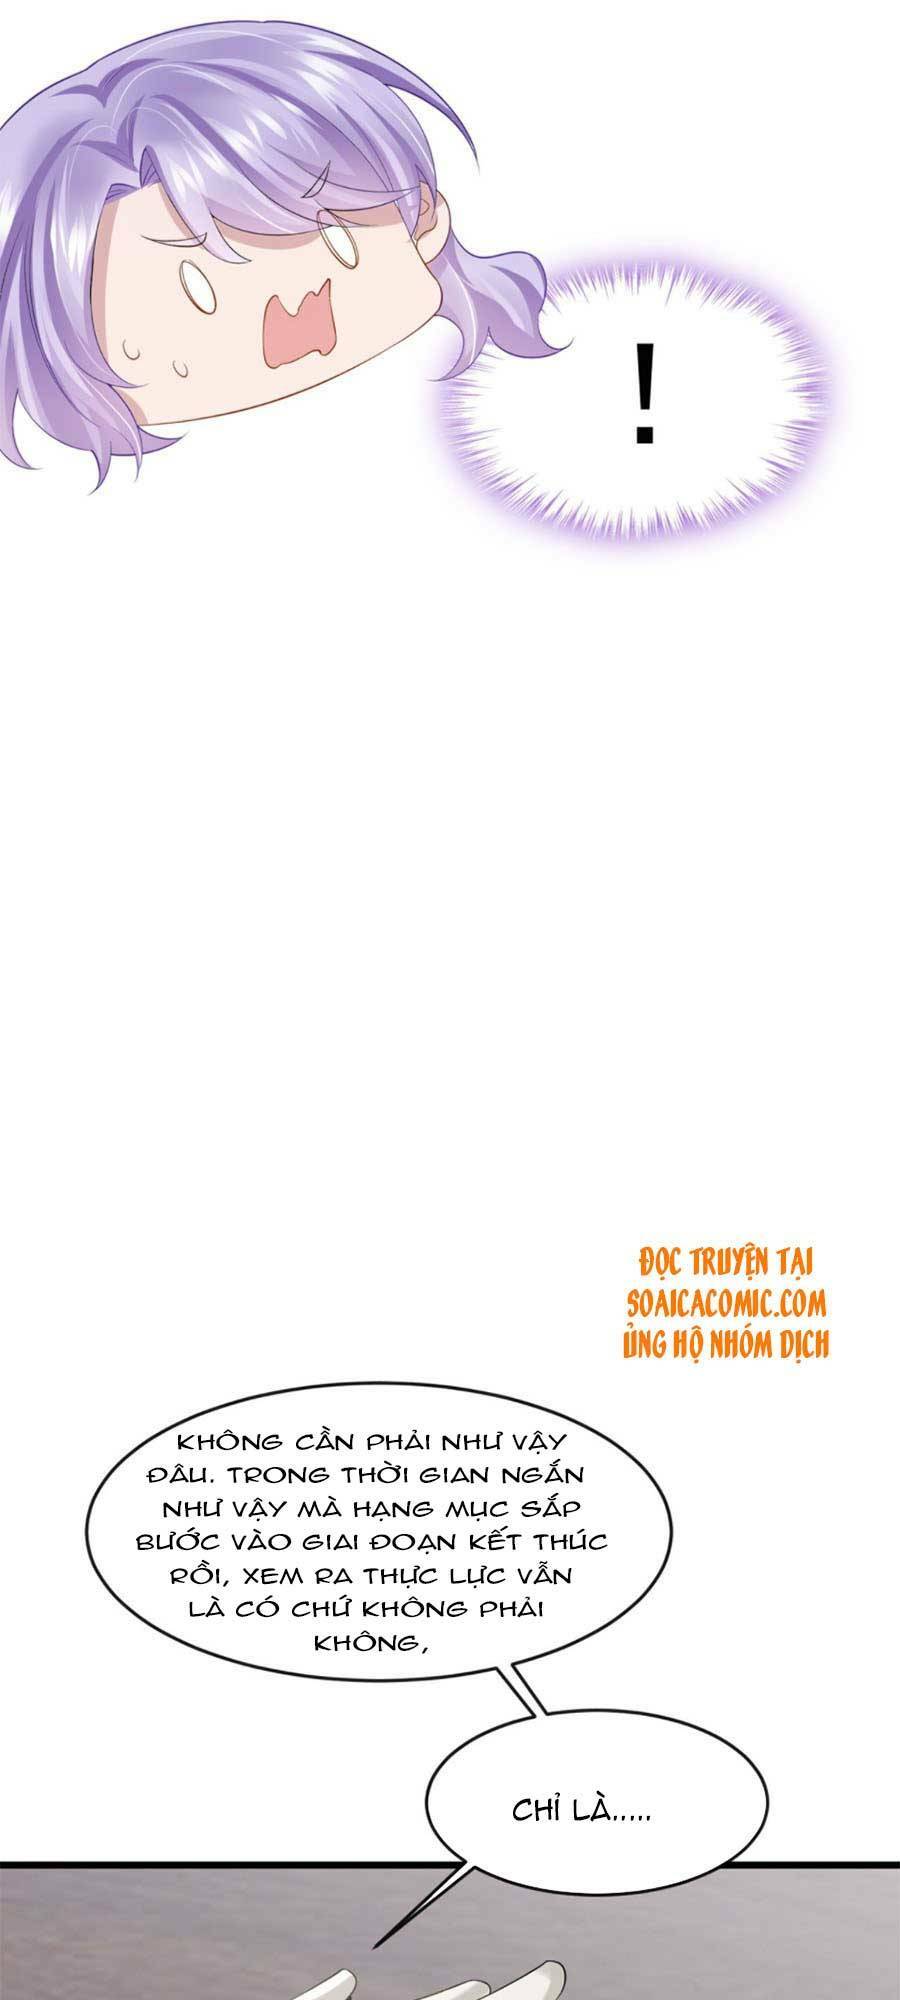 !
ĐỌC TRUYỆN TẠI
SOAICACOMIC.COM
ỦNG HỘ NHÓM DỊCH
KHÔNG CẦN PHẢI NHƯ VẬY
ĐÂU. TRONG THỜI GIAN NGẮN
NHƯ VẬY MÀ HẠNG MỤC SẮP
BƯỚC VÀO GIAI ĐOẠN KẾT THÚC
RỒI, XEM RA THỰC LỰC VẪN
LÀ CÓ CHỨ KHÔNG PHẢI
KHÔNG,
CHỈ LÀ.....